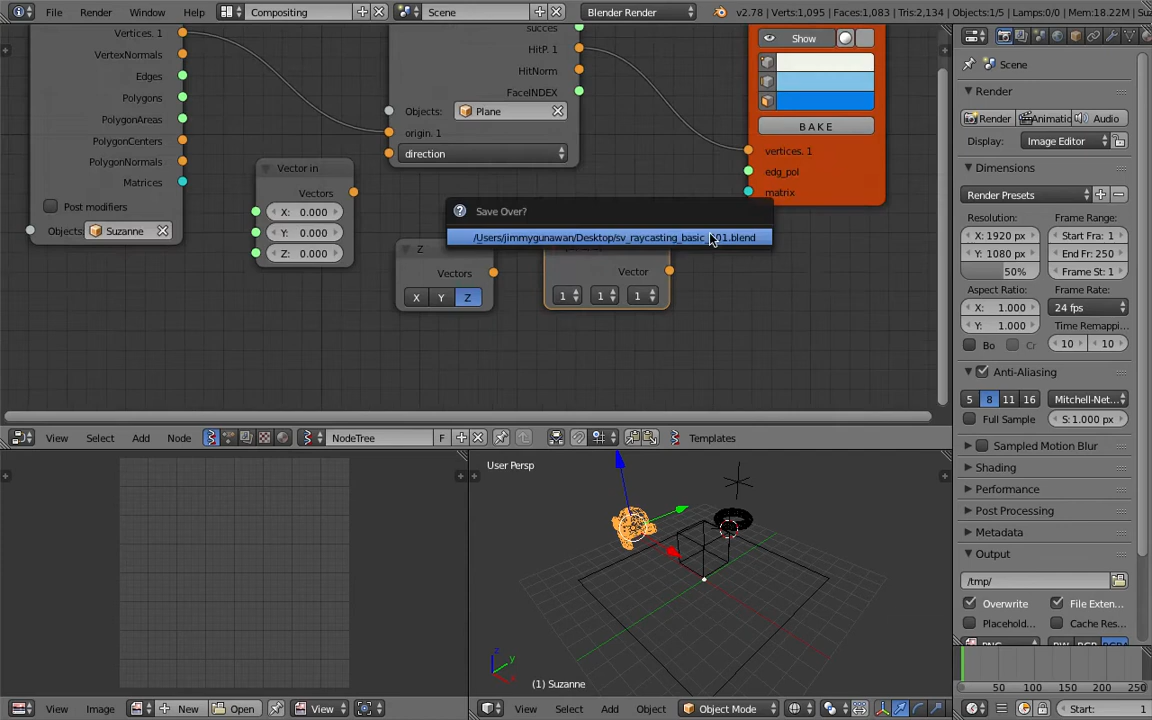 File Render Window Help Compositing Scene Blender Render v2.78 | Verts:1,095 | Faces:1,083 | Tris:2,134 | Objects:1/5 | Lamps:0/0 | Mem:18.22M
Vertices. 1
VertexNormals
Edges
Polygons
PolygonAreas
PolygonCenters
PolygonNormals
Matrices
Post modifiers
Objects: Suzanne
succes
HitP. 1
HitNorm
FaceINDEX
Objects: Plane
origin. 1
direction
Show
BAKE
vertices. 1
edg_pol
matrix
Vector in
Vectors
X: 0.000
Y: 0.000
Z: 0.000
Save Over?
Z
Vectors
X Y Z
Vector
1 1 1
View Select Add Node NodeTree F Templates
View Image New Open View
User Persp
(1) Suzanne
View Select Add Object Object Mode
Scene
Render
Render Animatic Audio
Display: Image Editor
Dimensions
Render Presets
Resolution: Frame Range:
X: 1920 px Start Fra: 1
Y: 1080 px End Fr: 250
50% Frame St: 1
Aspect Ratio: Frame Rate:
X: 1.000 24 fps
Y: 1.000 Time Remappi...
Bo Cr 10 10
Anti-Aliasing
5 8 11 16 Mitchell-Net...
Full Sample S: 1.000 px
Sampled Motion Blur
Shading
Performance
Post Processing
Metadata
Output
/tmp/
Overwrite File Exten...
Placehold... Cache Res...
50 100 150 200 250
Start: 1